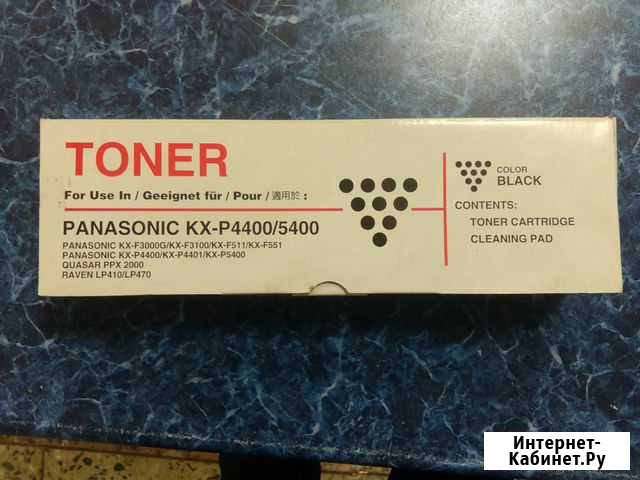 TONER
For Use In / Geeignet für / Pour / 適用於 :
PANASONIC KX-P4400/5400
PANASONIC KX-F3000G/KX-F3100/KX-F511/KX-F551
PANASONIC KX-P4400/KX-P4401/KX-P5400
QUASAR PPX 2000
RAVEN LP410/LP470
COLOR
BLACK
CONTENTS:
TONER CARTRIDGE
CLEANING PAD
Интернет-
Кабинет.Ру